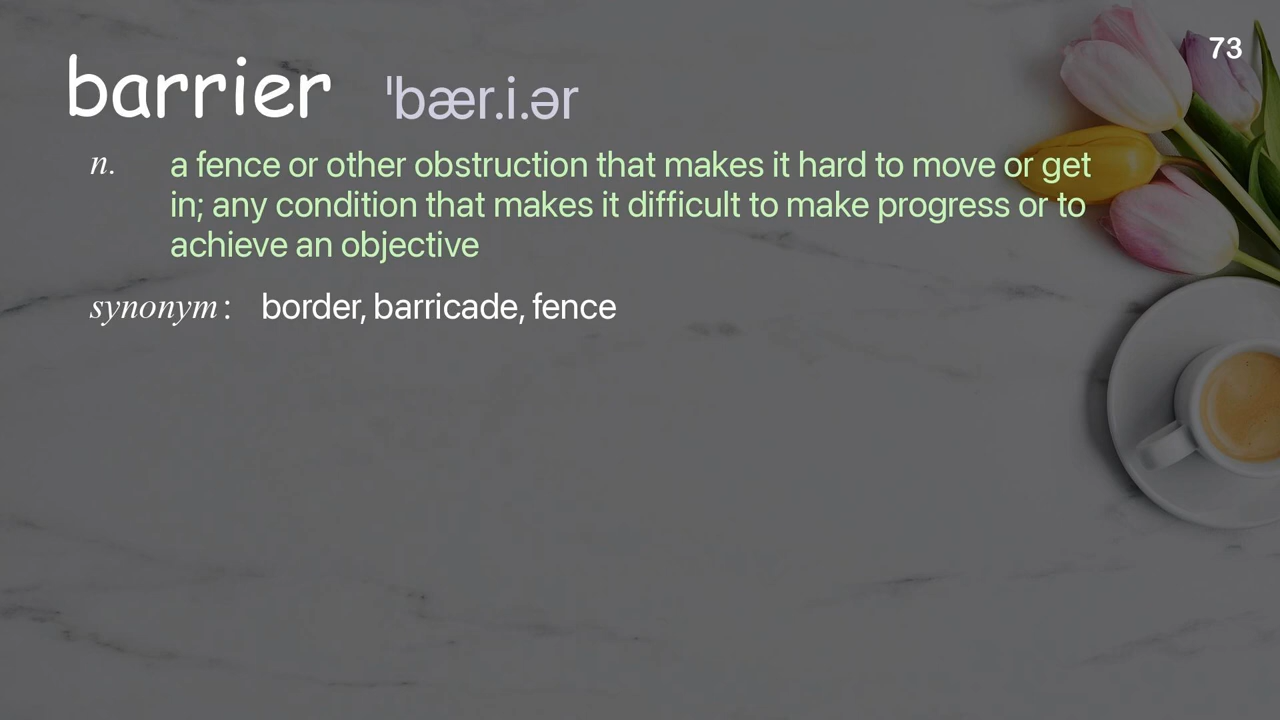 73
barrier ˈbær.i.ər
n. a fence or other obstruction that makes it hard to move or get
in; any condition that makes it difficult to make progress or to
achieve an objective
synonym: border, barricade, fence